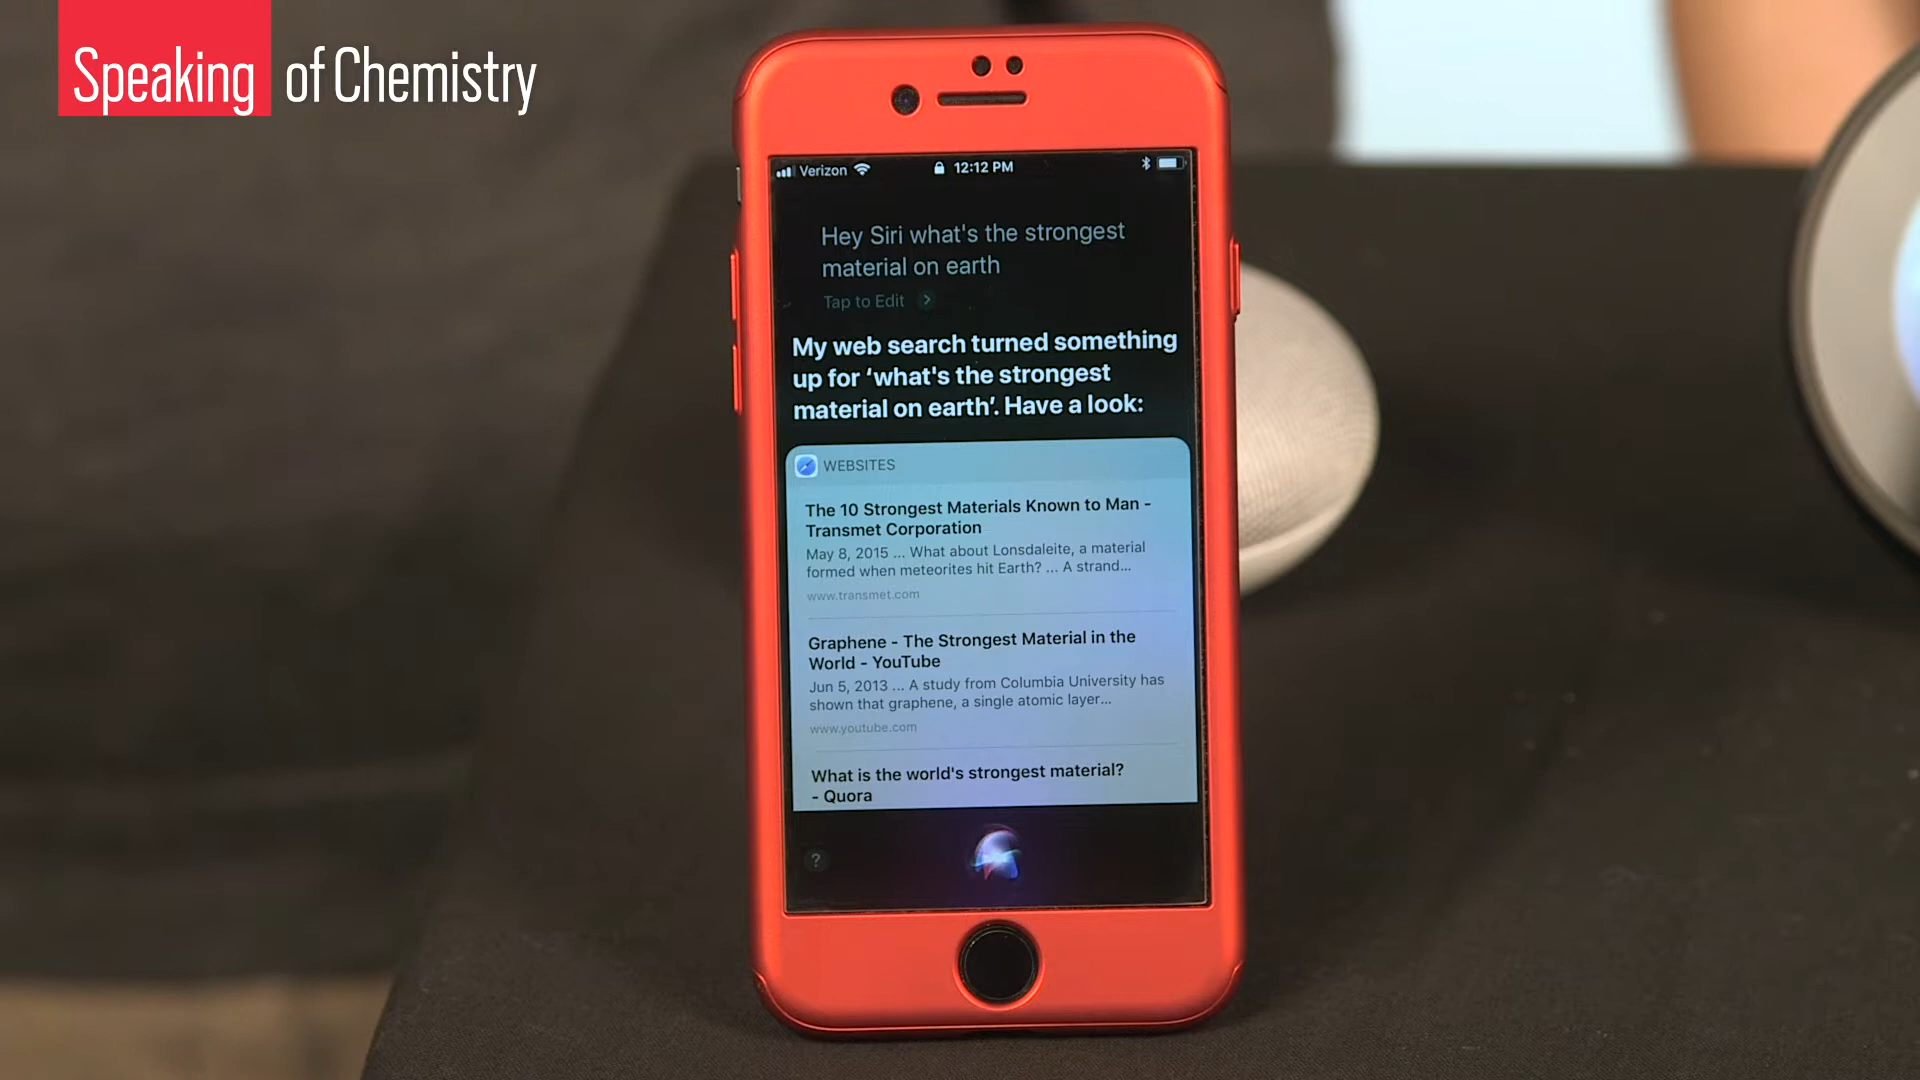 Speaking of Chemistry
Verizon 12:12 PM
Hey Siri what's the strongest
material on earth
Tap to Edit >
My web search turned something
up for ‘what's the strongest
material on earth’. Have a look:
WEBSITES
The 10 Strongest Materials Known to Man -
Transmet Corporation
May 8, 2015 ... What about Lonsdaleite, a material
formed when meteorites hit Earth? ... A strand...
www.transmet.com
Graphene - The Strongest Material in the
World - YouTube
Jun 5, 2013 ... A study from Columbia University has
shown that graphene, a single atomic layer...
www.youtube.com
What is the world's strongest material?
- Quora
?